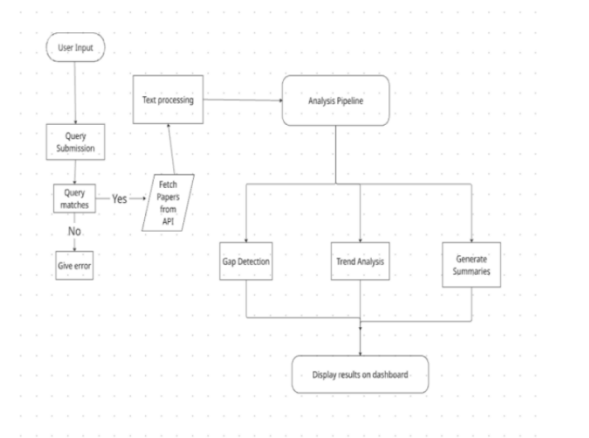 User Input
Query
Submission
Query
matches
Yes
No
Give error
Fetch
Papers
from
API
Text processing
Analysis Pipeline
Gap Detection
Trend Analysis
Generate
Summaries
Display results on dashboard